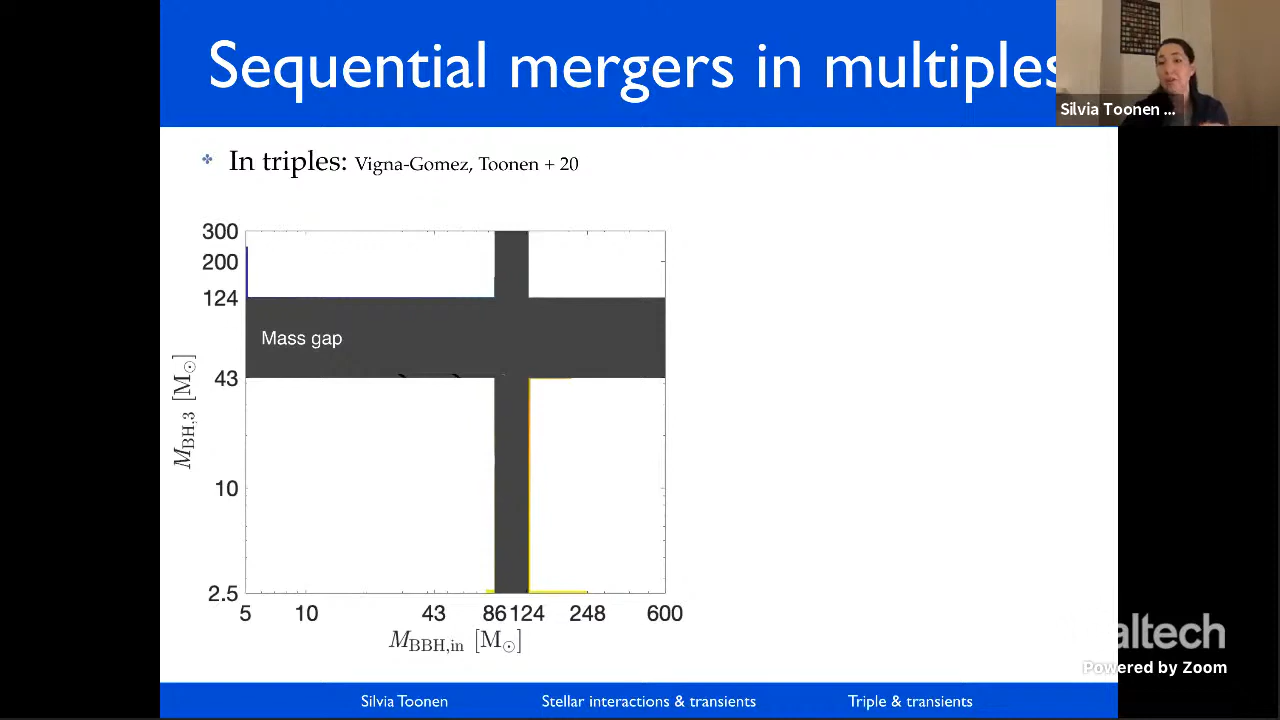 Sequential mergers in multiples
Silvia Toonen ...
In triples: Vigna-Gomez, Toonen + 20
300
200
124
Mass gap
43
10
2.5
M_BH,3 [M_⊙]
5 10 43 86 124 248 600
M_BBH,in [M_⊙]
altech
Powered by Zoom
Silvia Toonen Stellar interactions & transients Triple & transients